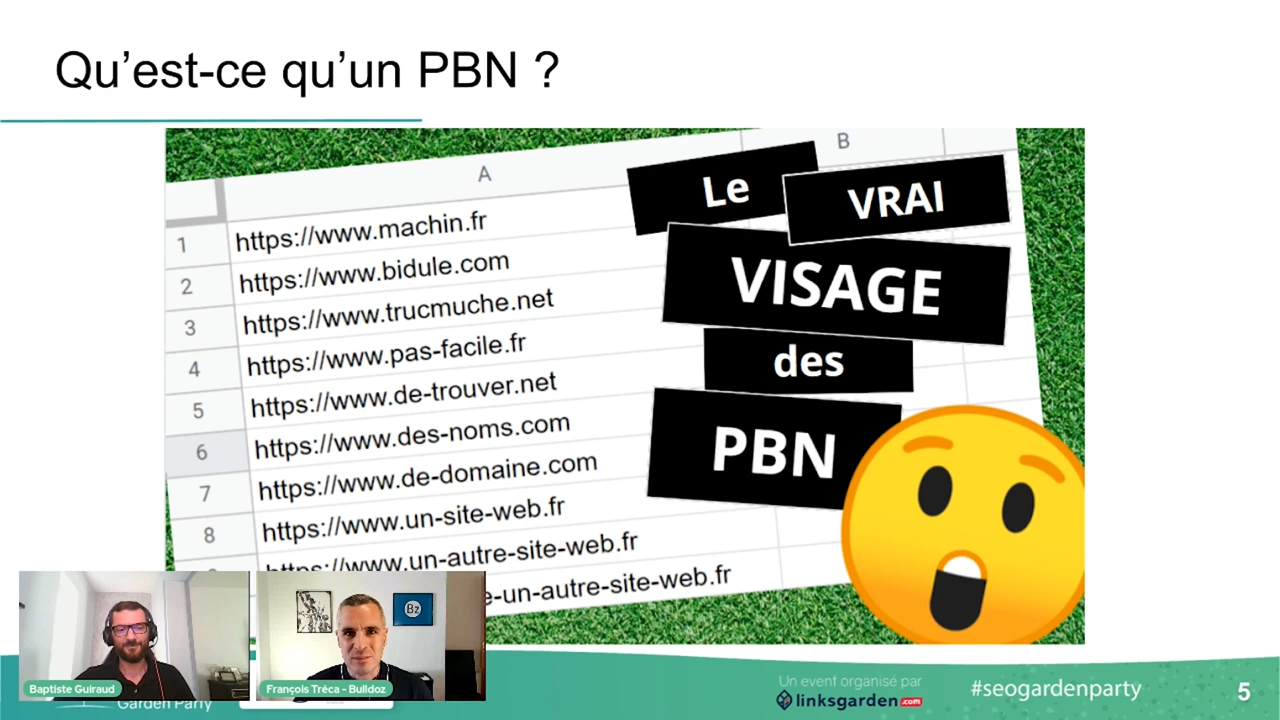 Qu'est-ce qu'un PBN ?
A
B
1
https://www.machin.fr
2
https://www.bidule.com
3
https://www.trucmuche.net
4
https://www.pas-facile.fr
5
https://www.de-trouver.net
6
https://www.des-noms.com
7
https://www.de-domaine.com
8
https://www.un-site-web.fr
https://www.un-autre-site-web.fr
e-un-autre-site-web.fr
Le
VRAI
VISAGE
des
PBN
Bz
Baptiste Guiraud
François Tréca - Bulldoz
Garden Party
Un event organisé par
linksgarden.com
#seogardenparty
5